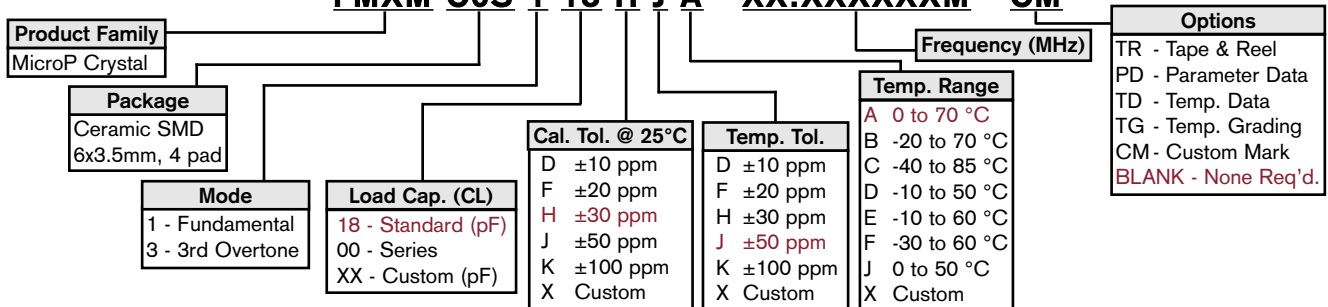 1 18 H J A XX.XXXXXXM CM
Product Family
MicroP Crystal
Package
Ceramic SMD
6x3.5mm, 4 pad
Mode
1 - Fundamental
3 - 3rd Overtone
Load Cap. (CL)
18 - Standard (pF)
00 - Series
XX - Custom (pF)
Cal. Tol. @ 25°C
D ±10 ppm
F ±20 ppm
H ±30 ppm
J ±50 ppm
K ±100 ppm
X Custom
Temp. Tol.
D ±10 ppm
F ±20 ppm
H ±30 ppm
J ±50 ppm
K ±100 ppm
X Custom
Temp. Range
A 0 to 70 °C
B -20 to 70 °C
C -40 to 85 °C
D -10 to 50 °C
E -10 to 60 °C
F -30 to 60 °C
J 0 to 50 °C
X Custom
Frequency (MHz)
Options
TR - Tape & Reel
PD - Parameter Data
TD - Temp. Data
TG - Temp. Grading
CM - Custom Mark
BLANK - None Req'd.